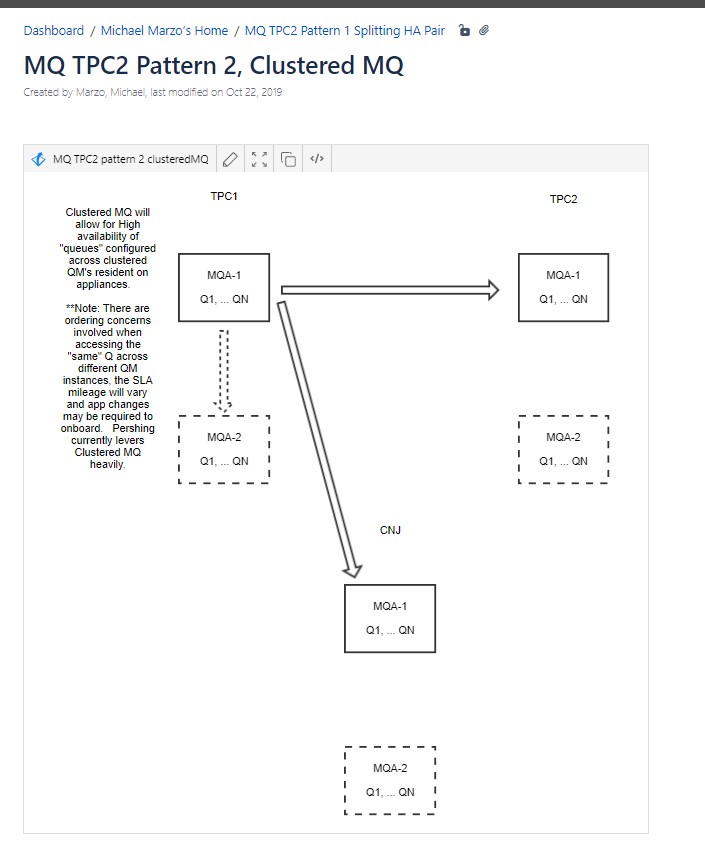 Dashboard / Michael Marzo's Home / MQ TPC2 Pattern 1 Splitting HA Pair
MQ TPC2 Pattern 2, Clustered MQ
Created by Marzo, Michael, last modified on Oct 22, 2019
MQ TPC2 pattern 2 clusteredMQ
</>
TPC1
TPC2
Clustered MQ will
allow for High
availability of
"queues" configured
across clustered
QM's resident on
appliances.
**Note: There are
ordering concerns
involved when
accessing the
"same" Q across
different QM
instances, the SLA
mileage will vary
and app changes
may be required to
onboard. Pershing
currently levers
Clustered MQ
heavily.
MQA-1
Q1, ... QN
MQA-1
Q1, ... QN
MQA-2
Q1, ... QN
MQA-2
Q1, ... QN
CNJ
MQA-1
Q1, ... QN
MQA-2
Q1, ... QN